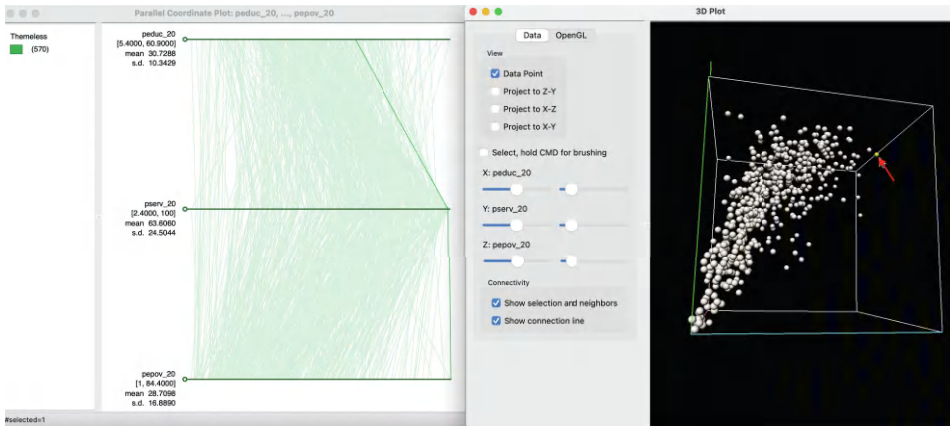 Parallel Coordinate Plot: peduc_20, ..., pepov_20
Themeless
(570)
peduc_20
[5.4000, 60.9000]
mean 30.7288
s.d. 10.3429
pserv_20
[2.4000, 100]
mean 63.6060
s.d. 24.5044
pepov_20
[1, 84.4000]
mean 28.7098
s.d. 16.8890
#selected=1
3D Plot
Data OpenGL
View
Data Point
Project to Z-Y
Project to X-Z
Project to X-Y
Select, hold CMD for brushing
X: peduc_20
Y: pserv_20
Z: pepov_20
Connectivity
Show selection and neighbors
Show connection line